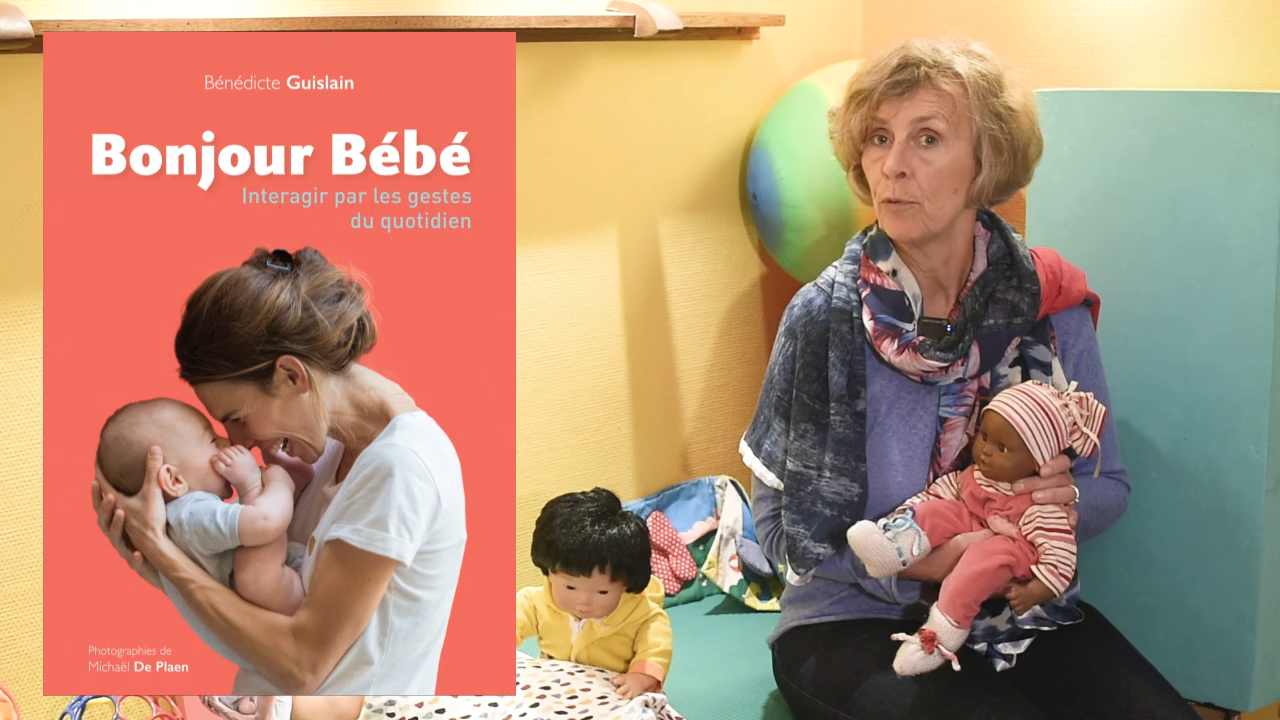 Bénédicte Guislain
Bonjour Bébé
Interagir par les gestes
du quotidien
Photographies de
Michaël De Plaen